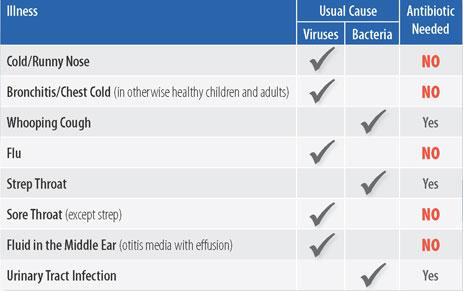 Illness Usual Cause Antibiotic Needed
Viruses Bacteria
Cold/Runny Nose ✓ NO
Bronchitis/Chest Cold (in otherwise healthy children and adults) ✓ NO
Whooping Cough ✓ Yes
Flu ✓ NO
Strep Throat ✓ Yes
Sore Throat (except strep) ✓ NO
Fluid in the Middle Ear (otitis media with effusion) ✓ NO
Urinary Tract Infection ✓ Yes